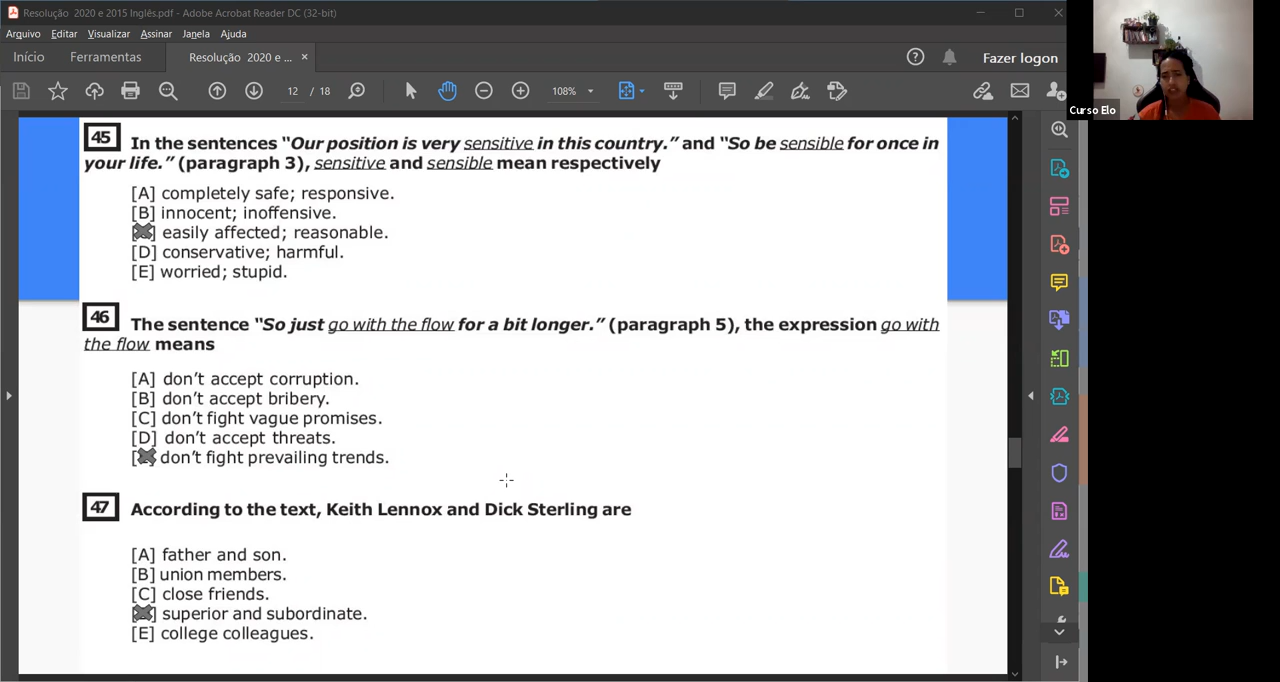 Resolução 2020 e 2015 Inglês.pdf - Adobe Acrobat Reader DC (32-bit)
Arquivo Editar Visualizar Assinar Janela Ajuda
Início Ferramentas Resolução 2020 e ... × Fazer logon
12 / 18 108%
Curso Elo
45 In the sentences “Our position is very sensitive in this country.” and “So be sensible for once in
your life.” (paragraph 3), sensitive and sensible mean respectively
[A] completely safe; responsive.
[B] innocent; inoffensive.
easily affected; reasonable.
[D] conservative; harmful.
[E] worried; stupid.
46 The sentence “So just go with the flow for a bit longer.” (paragraph 5), the expression go with
the flow means
[A] don’t accept corruption.
[B] don’t accept bribery.
[C] don’t fight vague promises.
[D] don’t accept threats.
don’t fight prevailing trends.
47 According to the text, Keith Lennox and Dick Sterling are
[A] father and son.
[B] union members.
[C] close friends.
superior and subordinate.
[E] college colleagues.